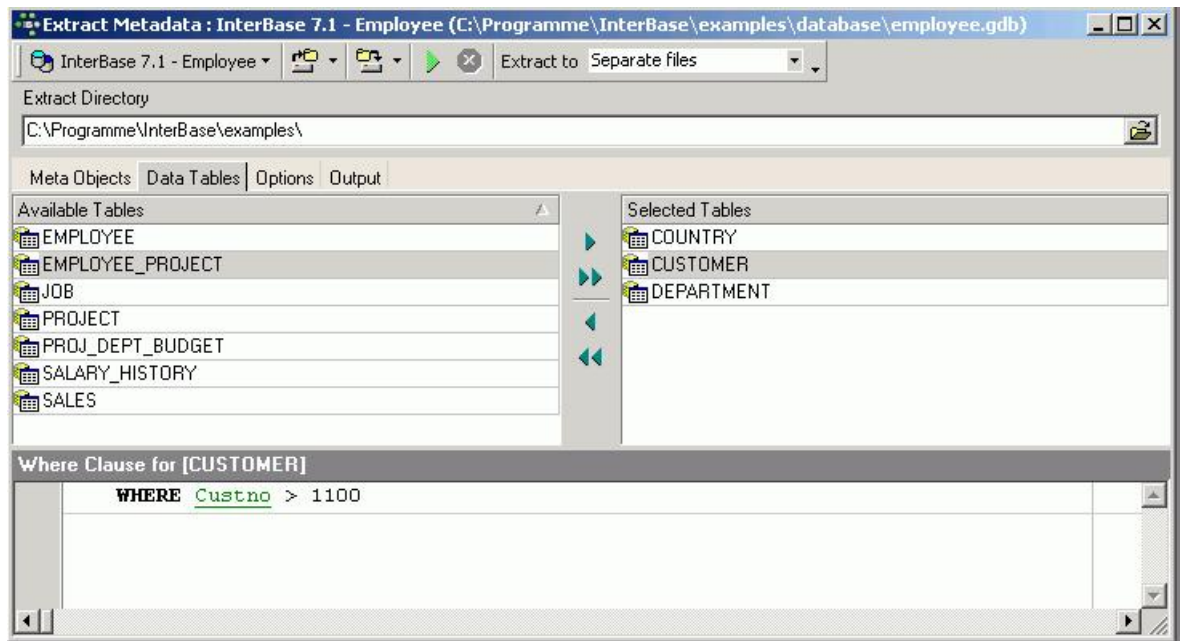 Extract Metadata : InterBase 7.1 - Employee (C:\Programme\InterBase\examples\database\employee.gdb)
InterBase 7.1 - Employee Extract to Separate files
Extract Directory
C:\Programme\InterBase\examples\
Meta Objects Data Tables Options Output
Available Tables
EMPLOYEE
EMPLOYEE_PROJECT
JOB
PROJECT
PROJ_DEPT_BUDGET
SALARY_HISTORY
SALES
Selected Tables
COUNTRY
CUSTOMER
DEPARTMENT
Where Clause for [CUSTOMER]
WHERE Custno > 1100